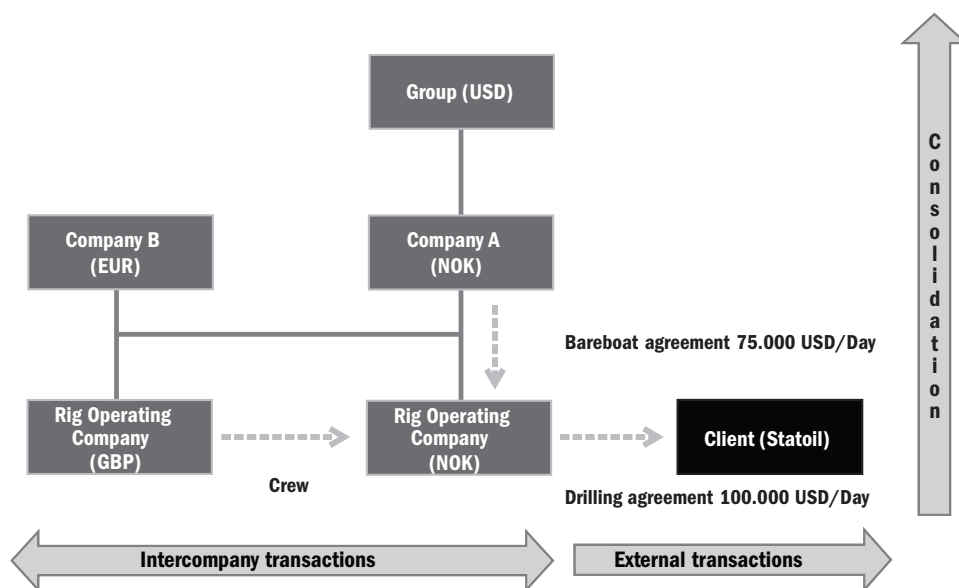 Group (USD)
Consolidation
Company B
(EUR)
Company A
(NOK)
Bareboat agreement 75.000 USD/Day
Rig Operating
Company
(GBP)
Rig Operating
Company
(NOK)
Client (Statoil)
Crew
Drilling agreement 100.000 USD/Day
Intercompany transactions
External transactions